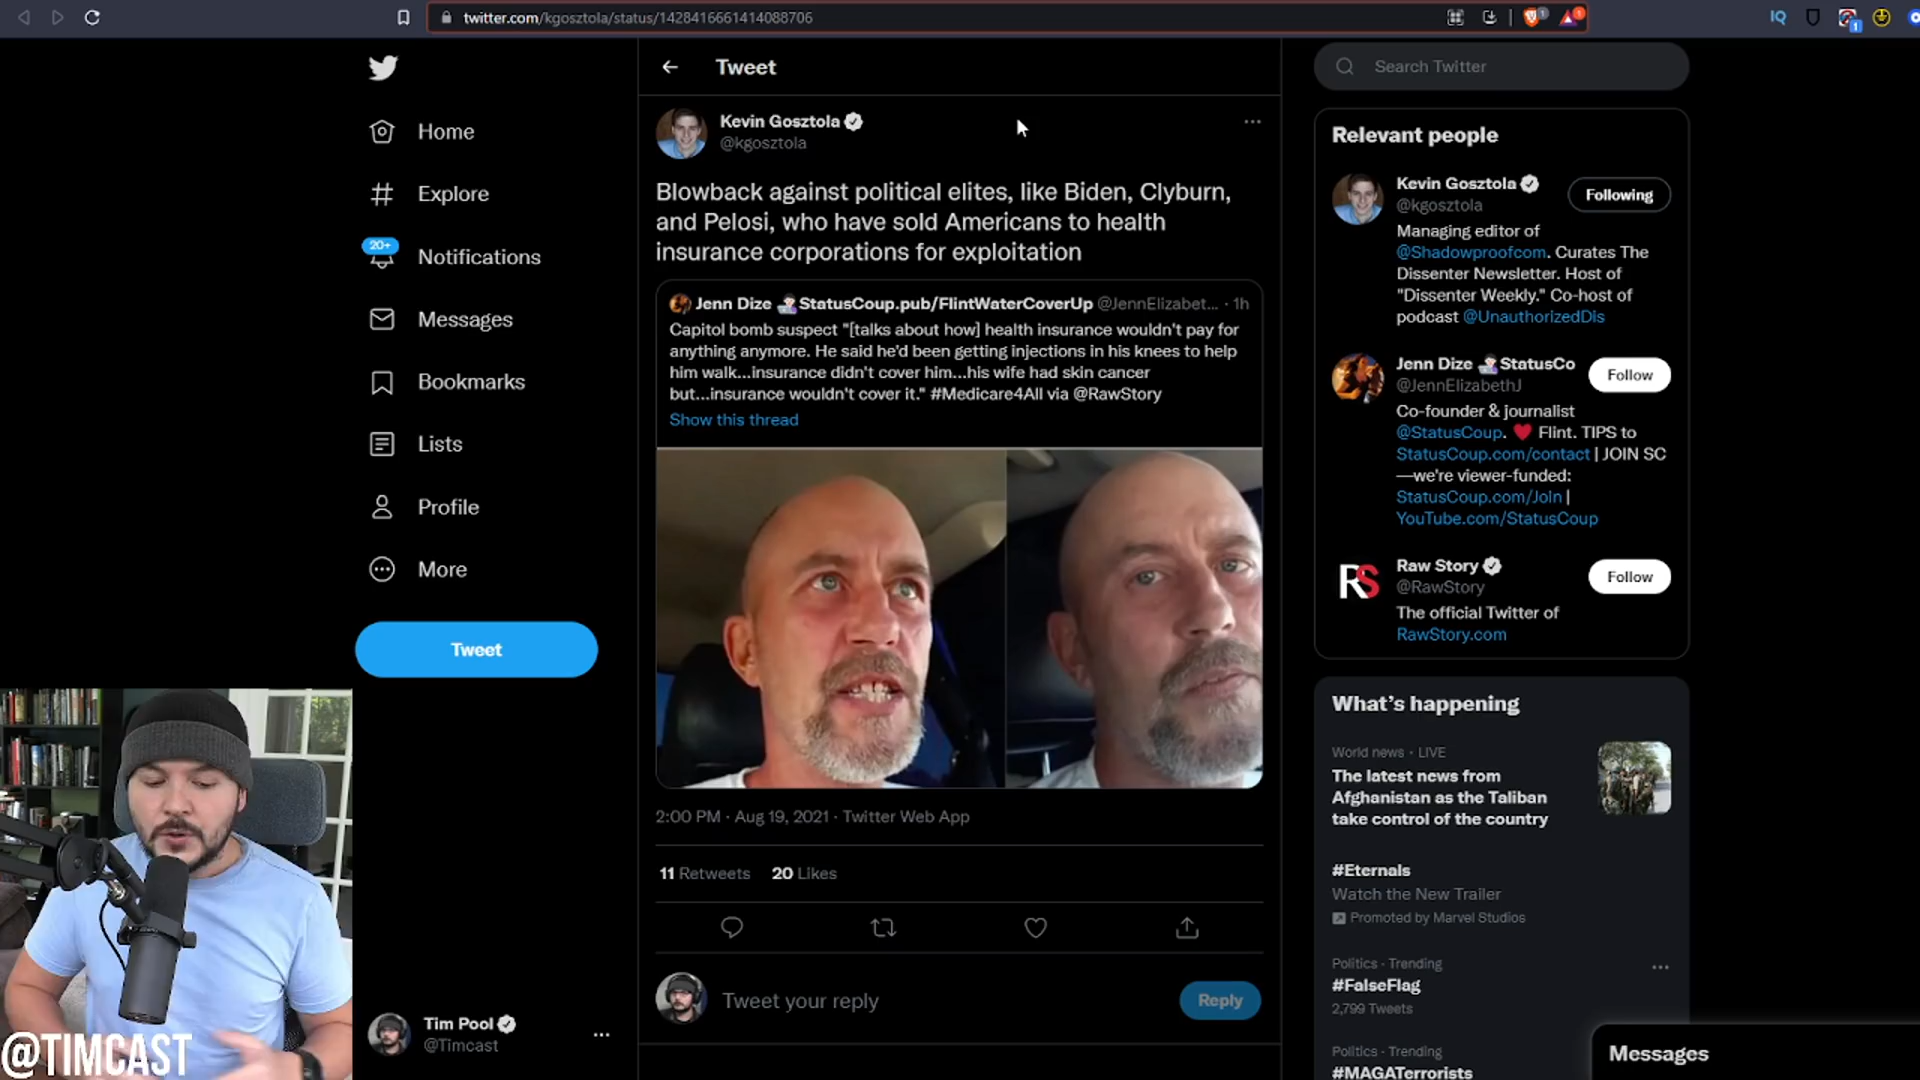 twitter.com/kgosztola/status/1428416661414088706
Home
Explore
20+
Notifications
Messages
Bookmarks
Lists
Profile
More
Tweet
Tim Pool
@Timcast
@TIMCAST
Tweet
Kevin Gosztola
@kgosztola
Blowback against political elites, like Biden, Clyburn,
and Pelosi, who have sold Americans to health
insurance corporations for exploitation
Jenn Dize StatusCoup.pub/FlintWaterCoverUp @JennElizabet... · 1h
Capitol bomb suspect "[talks about how] health insurance wouldn't pay for
anything anymore. He said he'd been getting injections in his knees to help
him walk...insurance didn't cover him...his wife had skin cancer
but...insurance wouldn't cover it." #Medicare4All via @RawStory
Show this thread
2:00 PM · Aug 19, 2021 · Twitter Web App
11 Retweets 20 Likes
Tweet your reply
Reply
Search Twitter
Relevant people
Kevin Gosztola
@kgosztola
Following
Managing editor of
@Shadowproofcom. Curates The
Dissenter Newsletter. Host of
"Dissenter Weekly." Co-host of
podcast @UnauthorizedDis
Jenn Dize StatusCo
@JennElizabethJ
Follow
Co-founder & journalist
@StatusCoup. Flint. TIPS to
StatusCoup.com/contact | JOIN SC
—we're viewer-funded:
StatusCoup.com/Join |
YouTube.com/StatusCoup
RS
Raw Story
@RawStory
Follow
The official Twitter of
RawStory.com
What's happening
World news · LIVE
The latest news from
Afghanistan as the Taliban
take control of the country
#Eternals
Watch the New Trailer
Promoted by Marvel Studios
Politics · Trending
#FalseFlag
2,799 Tweets
Politics · Trending
#MAGATerrorists
Messages
IQ
1
1
1